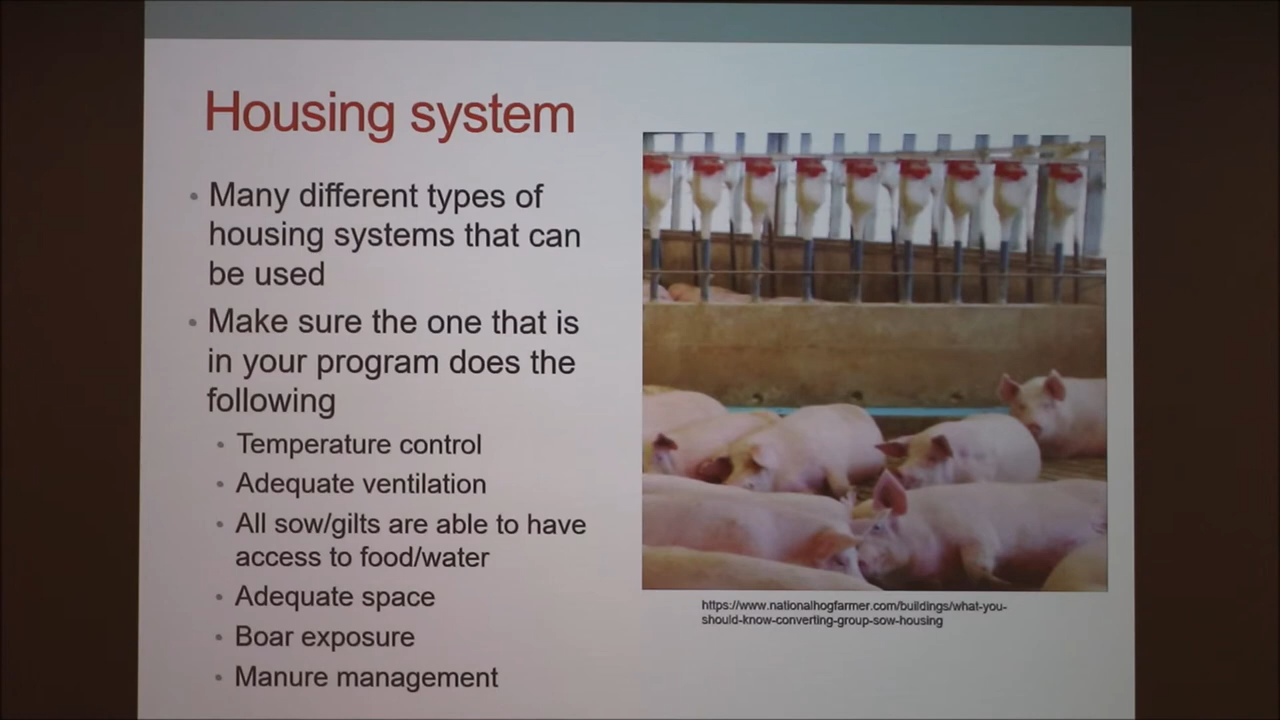 Housing system
• Many different types of
housing systems that can
be used
• Make sure the one that is
in your program does the
following
• Temperature control
• Adequate ventilation
• All sow/gilts are able to have
access to food/water
• Adequate space
• Boar exposure
• Manure management
https://www.nationalhogfarmer.com/buildings/what-you-
should-know-converting-group-sow-housing